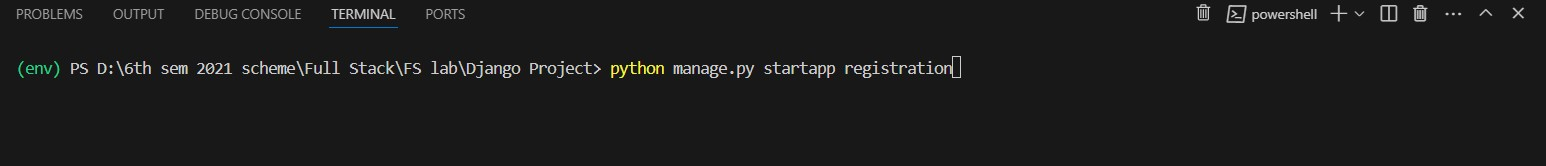 PROBLEMS OUTPUT DEBUG CONSOLE TERMINAL PORTS powershell
(env) PS D:\6th sem 2021 scheme\Full Stack\FS lab\Django Project> python manage.py startapp registration